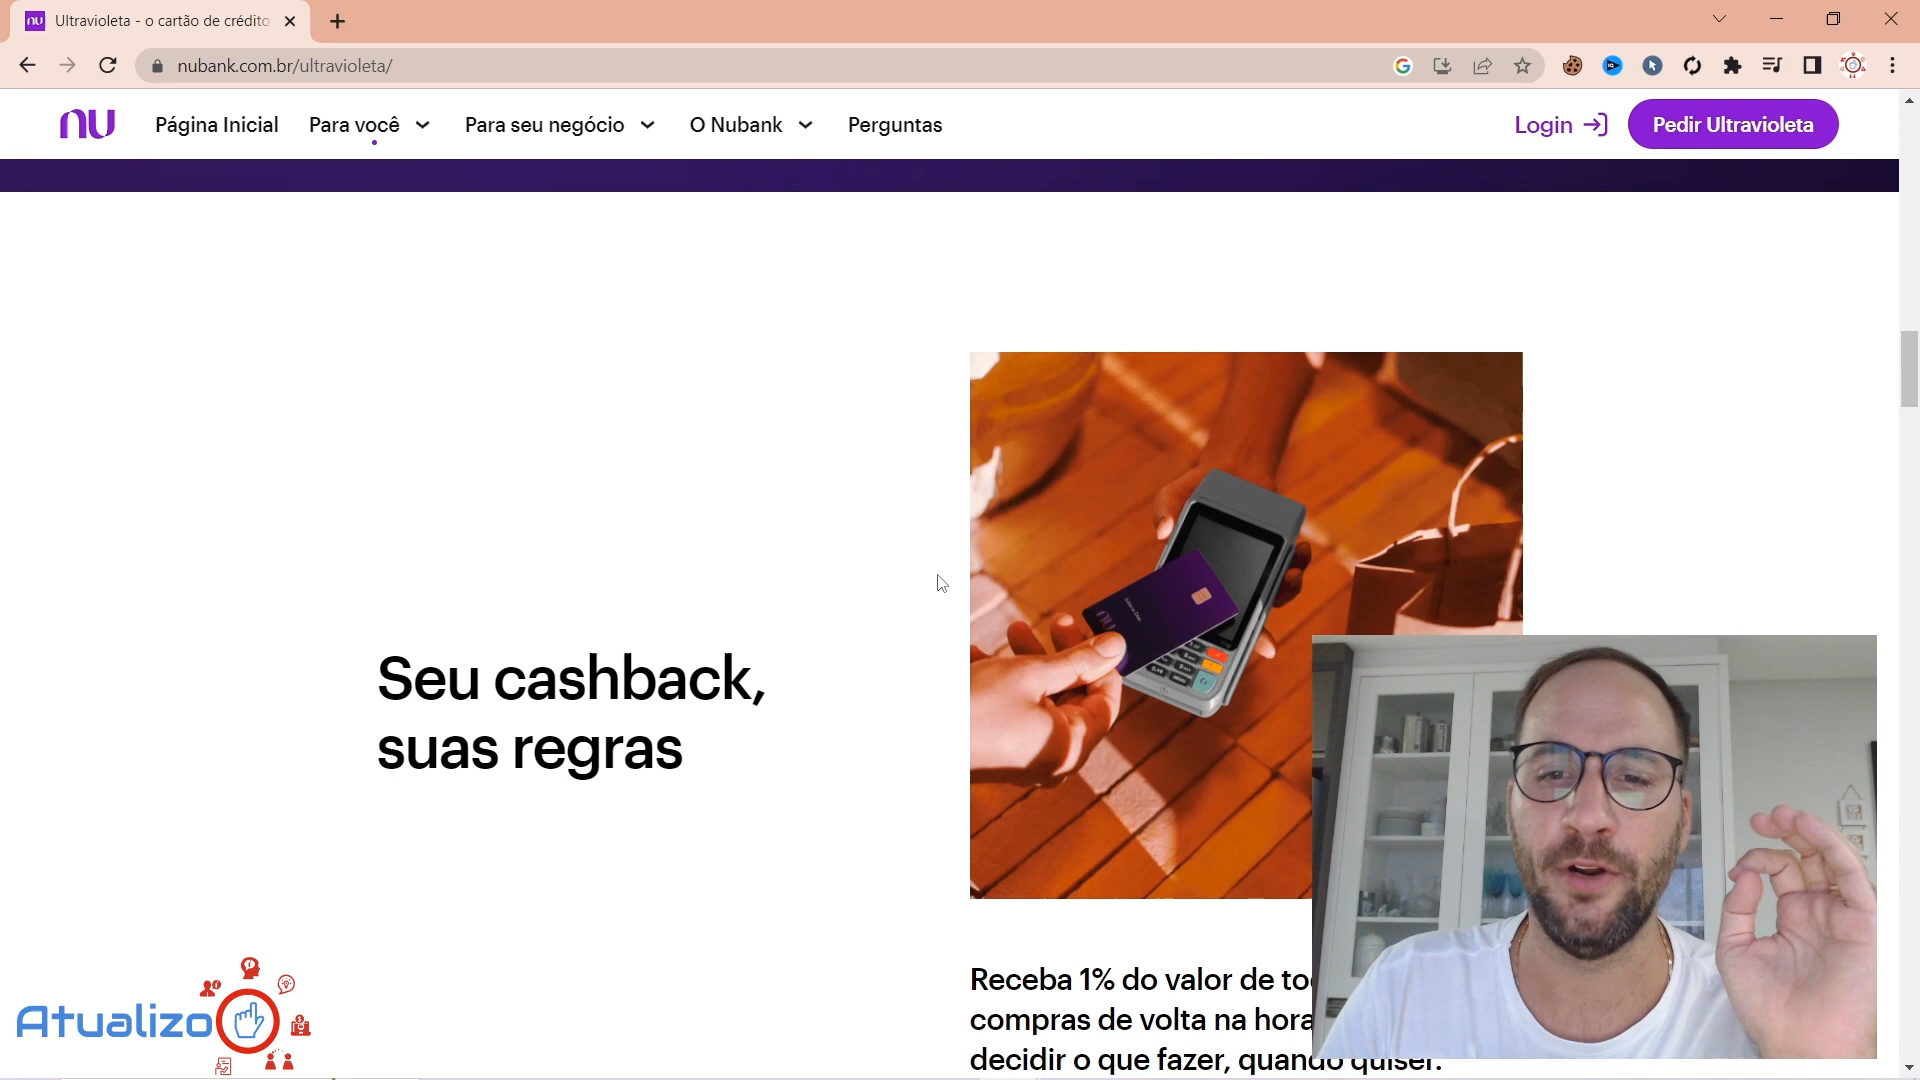 Ultravioleta - o cartão de crédito
nubank.com.br/ultravioleta/
nu
Página Inicial
Para você
Para seu negócio
O Nubank
Perguntas
Login
Pedir Ultravioleta
Seu cashback,
suas regras
Receba 1% do valor de
compras de volta na hora
decidir o que fazer, quando quiser.
Atualizo